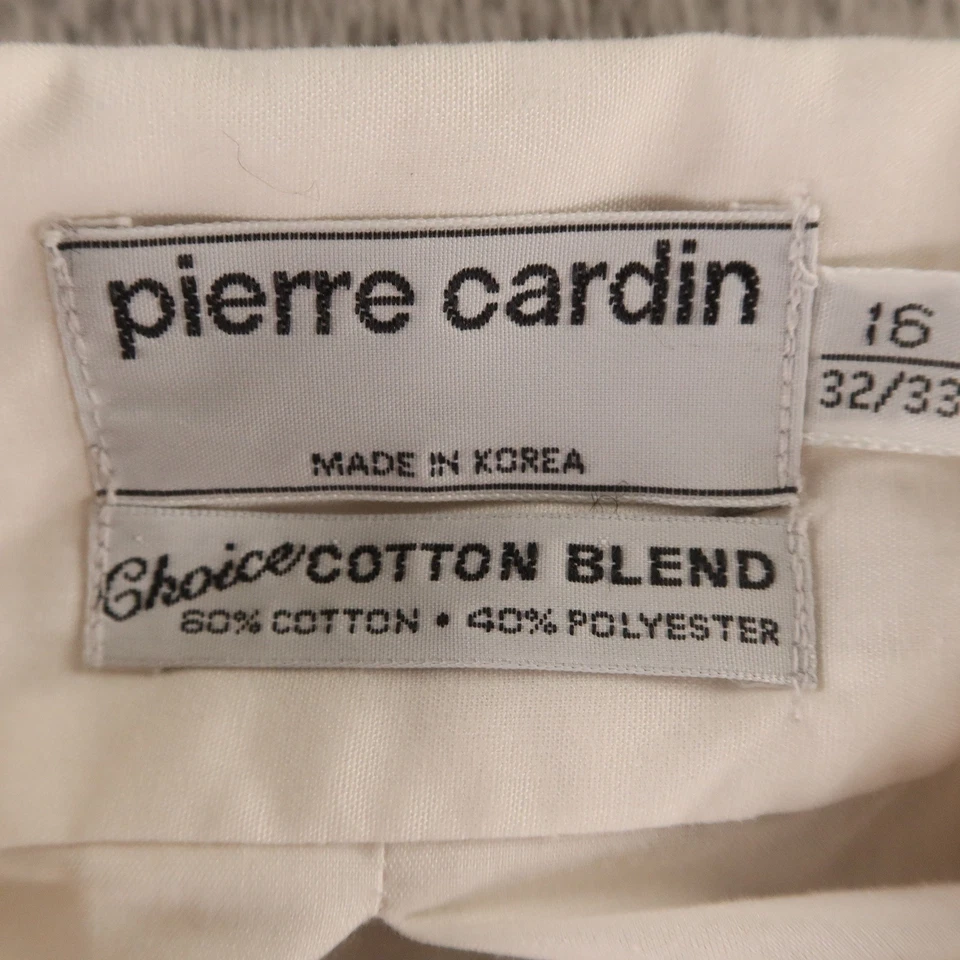 pierre cardin
MADE IN KOREA
16
32/33
Choice COTTON BLEND
60% COTTON • 40% POLYESTER